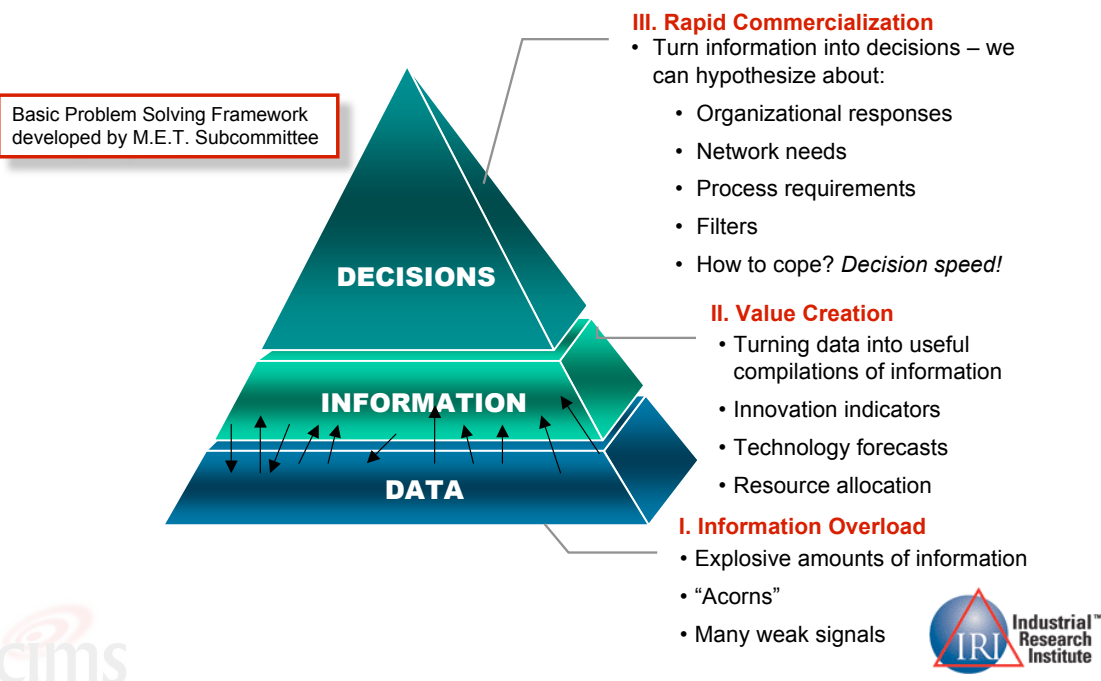 III. Rapid Commercialization
• Turn information into decisions – we
can hypothesize about:
• Organizational responses
• Network needs
• Process requirements
• Filters
• How to cope? Decision speed!
Basic Problem Solving Framework
developed by M.E.T. Subcommittee
DECISIONS
II. Value Creation
• Turning data into useful
compilations of information
• Innovation indicators
• Technology forecasts
• Resource allocation
INFORMATION
DATA
I. Information Overload
• Explosive amounts of information
• “Acorns”
• Many weak signals
cims
IRI
Industrial™
Research
Institute